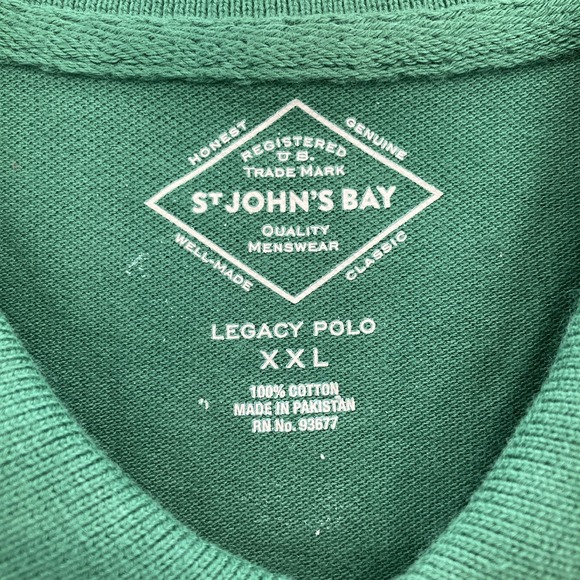 HONEST
GENUINE
REGISTERED
U.S.
TRADE MARK
ST JOHN'S BAY
QUALITY
MENSWEAR
WELL-MADE
CLASSIC
LEGACY POLO
XXL
100% COTTON
MADE IN PAKISTAN
RN No. 93677